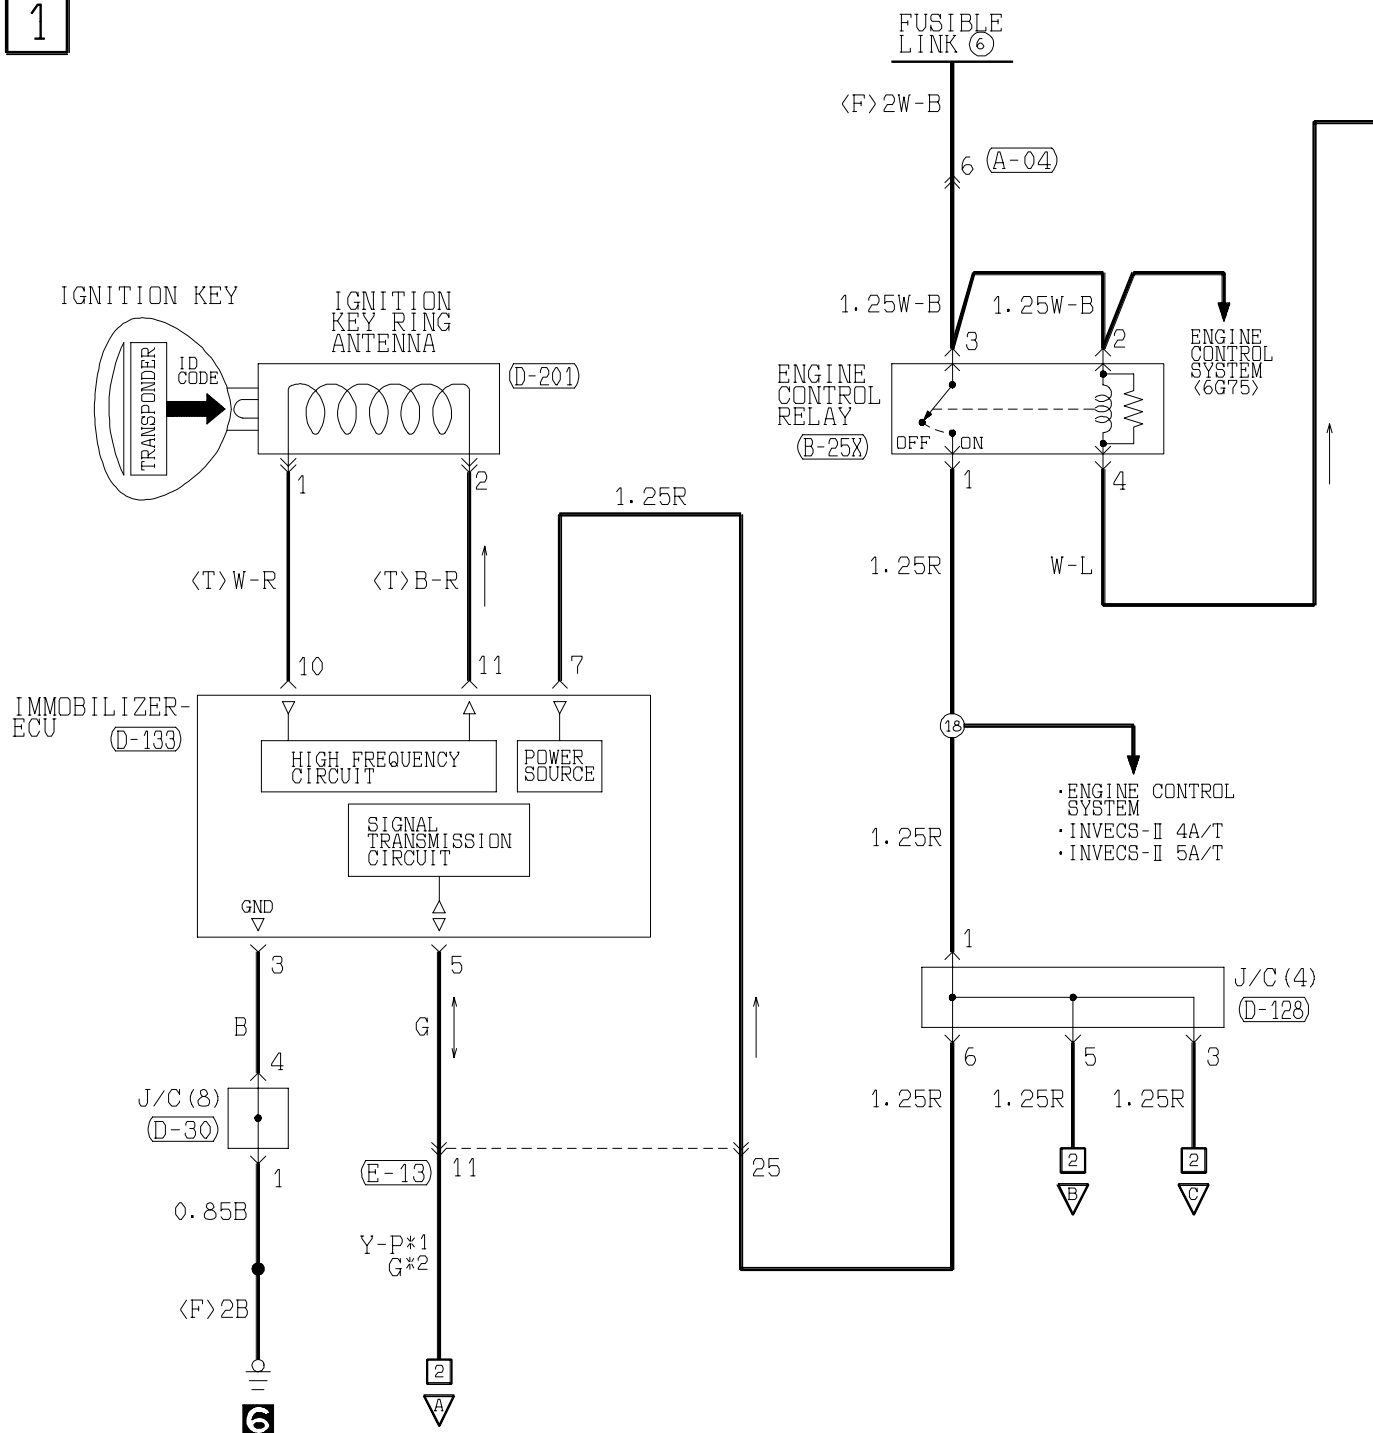 1
FUSIBLE
LINK 6
<F>2W-B
6 (A-04)
1.25W-B
1.25W-B
3
2
ENGINE
CONTROL
SYSTEM
<6G75>
IGNITION KEY
IGNITION
KEY RING
ANTENNA
(D-201)
TRANSPONDER
ID
CODE
ENGINE
CONTROL
RELAY
(B-25X)
OFF
ON
1
2
1
4
1.25R
<T>W-R
<T>B-R
1.25R
W-L
10
11
7
IMMOBILIZER-
ECU
(D-133)
HIGH FREQUENCY
CIRCUIT
POWER
SOURCE
SIGNAL
TRANSMISSION
CIRCUIT
GND
18
·ENGINE CONTROL
SYSTEM
·INVECS-Ⅱ 4A/T
·INVECS-Ⅱ 5A/T
1.25R
3
5
1
J/C(4)
(D-128)
B
G
4
6
5
3
J/C(8)
(D-30)
1.25R
1.25R
1.25R
1
(E-13)
11
25
2
2
B
C
0.85B
Y-P*1
G*2
<F>2B
2
A
6